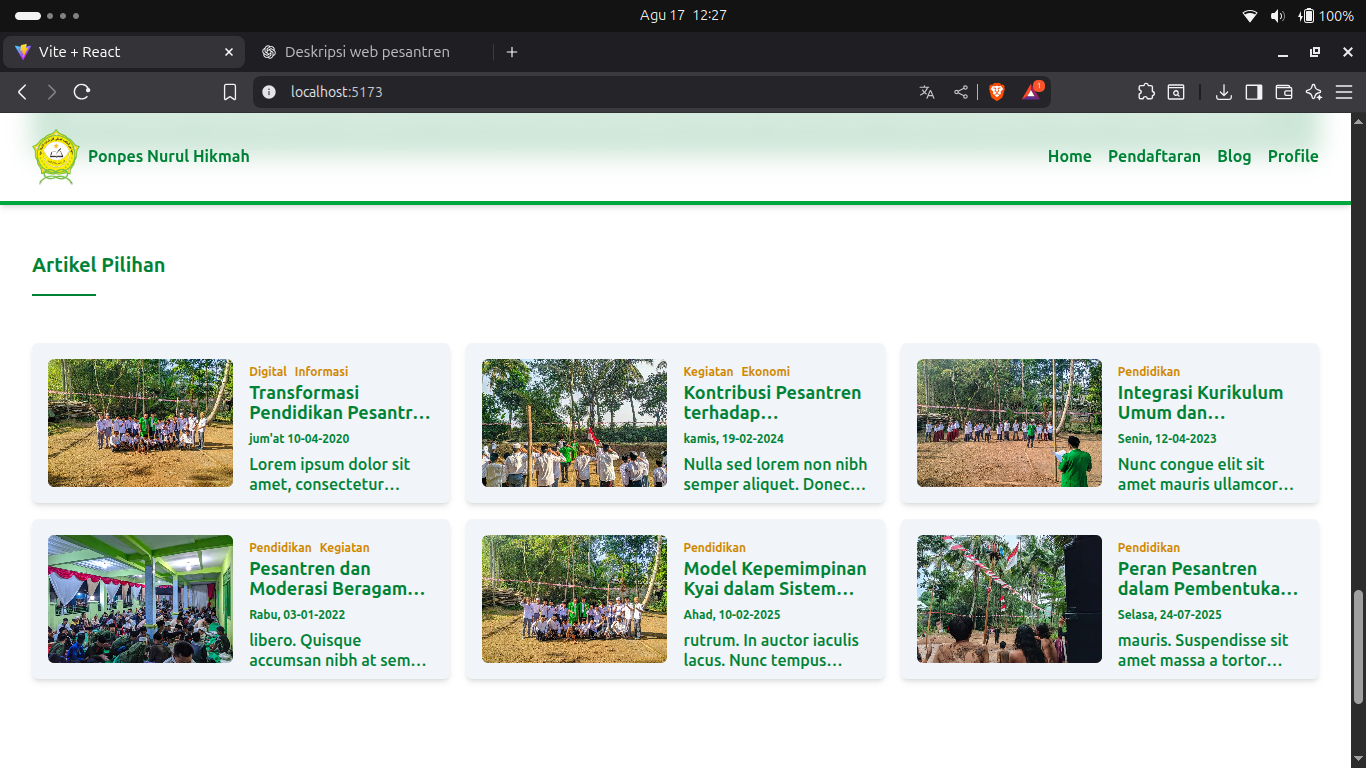 Agu 17 12:27
100%
Vite + React
Deskripsi web pesantren
localhost:5173
1
Ponpes Nurul Hikmah
Home Pendaftaran Blog Profile
Artikel Pilihan
Digital Informasi
Transformasi
Pendidikan Pesantr...
jum'at 10-04-2020
Lorem ipsum dolor sit
amet, consectetur...
Kegiatan Ekonomi
Kontribusi Pesantren
terhadap...
kamis, 19-02-2024
Nulla sed lorem non nibh
semper aliquet. Donec...
Pendidikan
Integrasi Kurikulum
Umum dan...
Senin, 12-04-2023
Nunc congue elit sit
amet mauris ullamcor...
Pendidikan Kegiatan
Pesantren dan
Moderasi Beragam...
Rabu, 03-01-2022
libero. Quisque
accumsan nibh at sem...
Pendidikan
Model Kepemimpinan
Kyai dalam Sistem...
Ahad, 10-02-2025
rutrum. In auctor iaculis
lacus. Nunc tempus...
Pendidikan
Peran Pesantren
dalam Pembentuka...
Selasa, 24-07-2025
mauris. Suspendisse sit
amet massa a tortor...